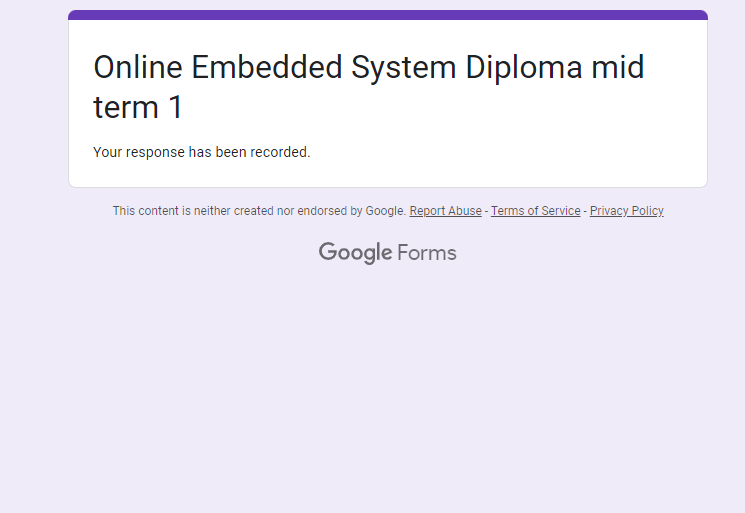 Online Embedded System Diploma mid
term 1
Your response has been recorded.
This content is neither created nor endorsed by Google. Report Abuse - Terms of Service - Privacy Policy
Google Forms